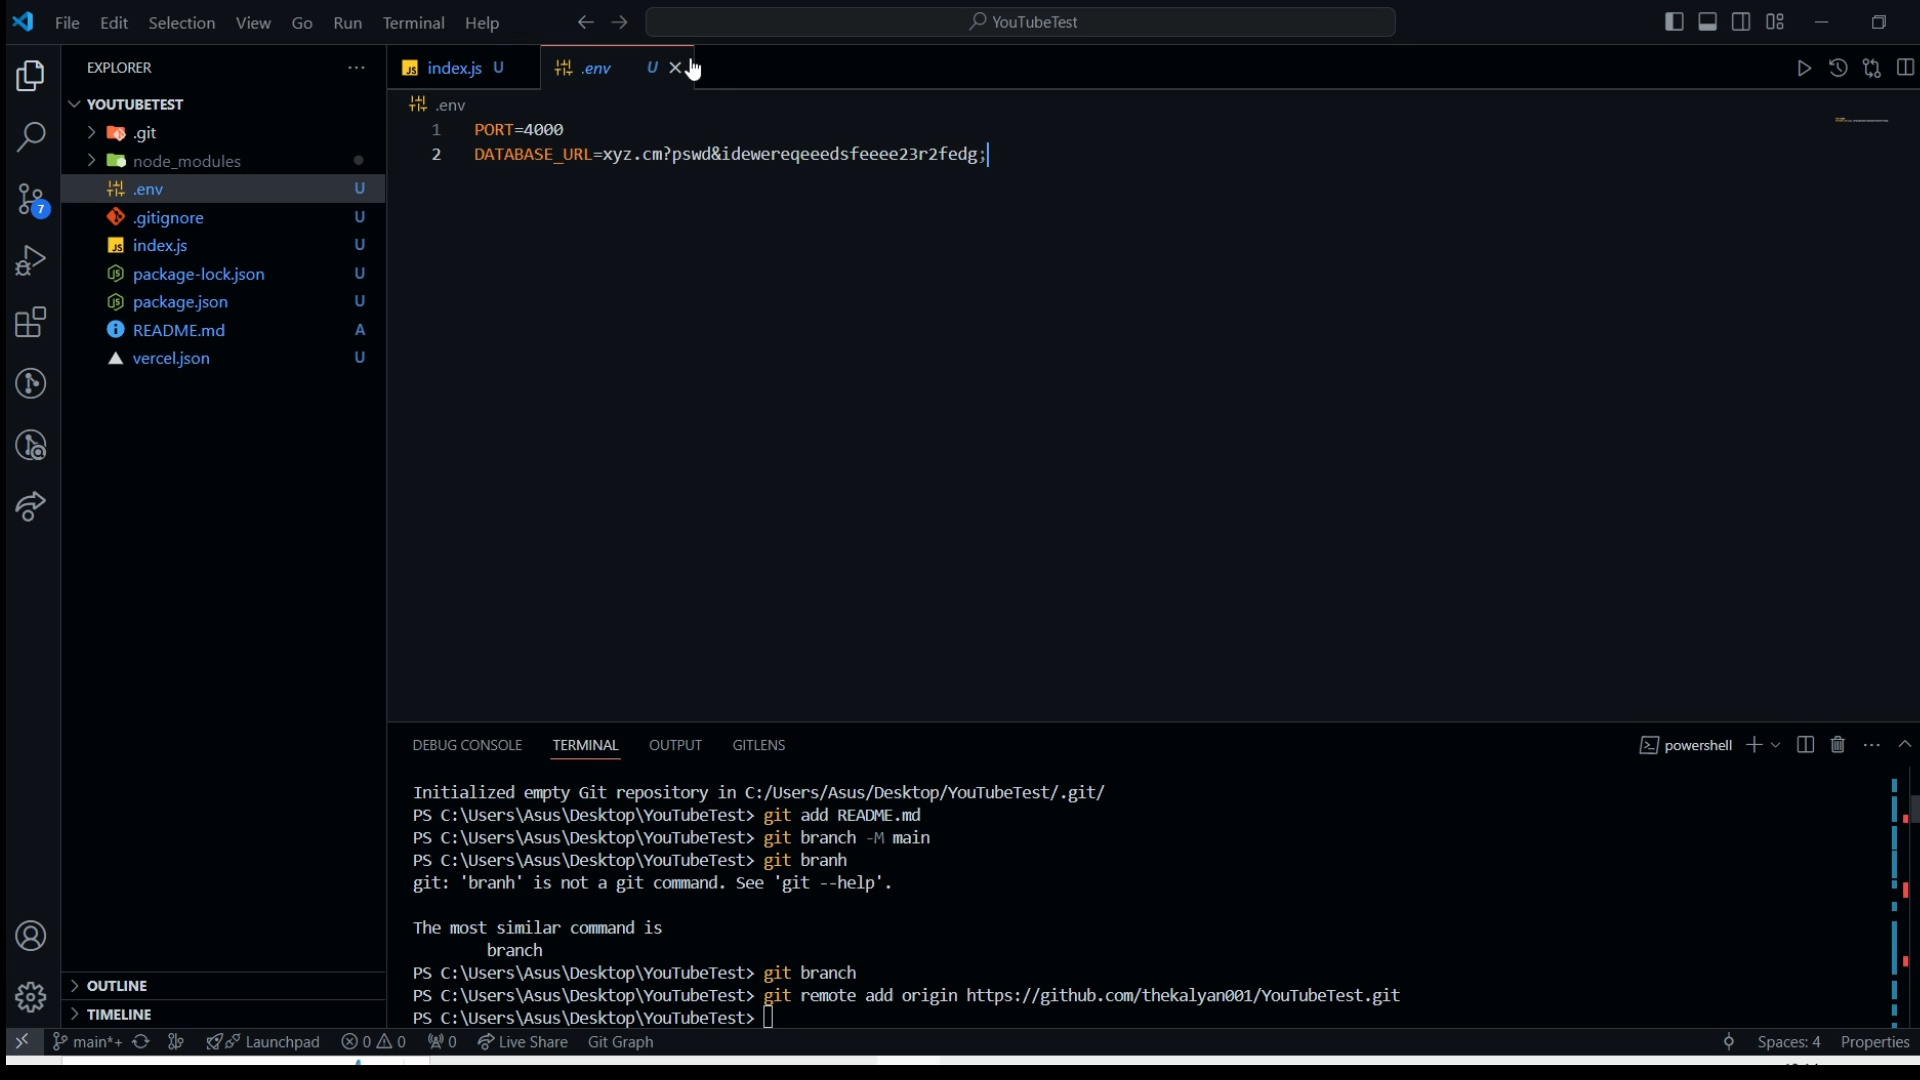 File Edit Selection View Go Run Terminal Help
YouTubeTest
EXPLORER
index.js U
.env U
YOUTUBETEST
.git
node_modules
.env U
.gitignore U
index.js U
package-lock.json U
package.json U
README.md A
vercel.json U
7
.env
1 PORT=4000
2 DATABASE_URL=xyz.cm?pswd&idewereqeeedsfeeee23r2fedg;
DEBUG CONSOLE TERMINAL OUTPUT GITLENS
powershell
Initialized empty Git repository in C:/Users/Asus/Desktop/YouTubeTest/.git/
PS C:\Users\Asus\Desktop\YouTubeTest> git add README.md
PS C:\Users\Asus\Desktop\YouTubeTest> git branch -M main
PS C:\Users\Asus\Desktop\YouTubeTest> git branh
git: 'branh' is not a git command. See 'git --help'.
The most similar command is
branch
PS C:\Users\Asus\Desktop\YouTubeTest> git branch
PS C:\Users\Asus\Desktop\YouTubeTest> git remote add origin https://github.com/thekalyan001/YouTubeTest.git
PS C:\Users\Asus\Desktop\YouTubeTest>
OUTLINE
TIMELINE
main*+ Launchpad 0 0 0 Live Share Git Graph Spaces: 4 Properties